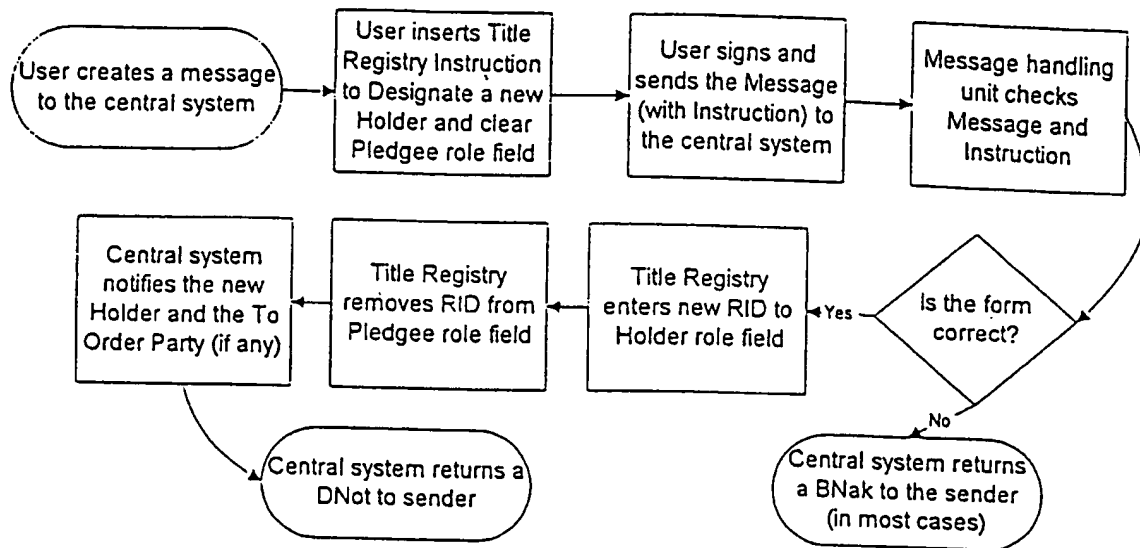 User creates a message
to the central system
User inserts Title
Registry Instruction
to Designate a new
Holder and clear
Pledgee role field
User signs and
sends the Message
(with Instruction) to
the central system
Message handling
unit checks
Message and
Instruction
Is the form
correct?
Yes
Title Registry
enters new RID to
Holder role field
Title Registry
removes RID from
Pledgee role field
Central system
notifies the new
Holder and the To
Order Party (if any)
Central system returns a
DNot to sender
No
Central system returns
a BNak to the sender
(in most cases)